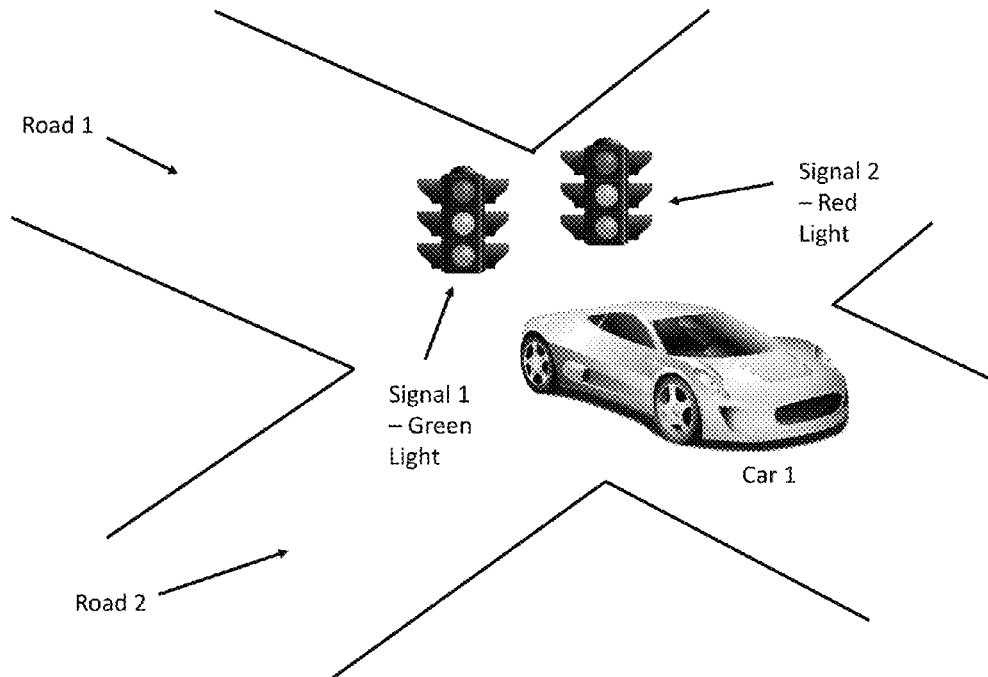 Road 1
Signal 2
– Red
Light
Signal 1
– Green
Light
Car 1
Road 2